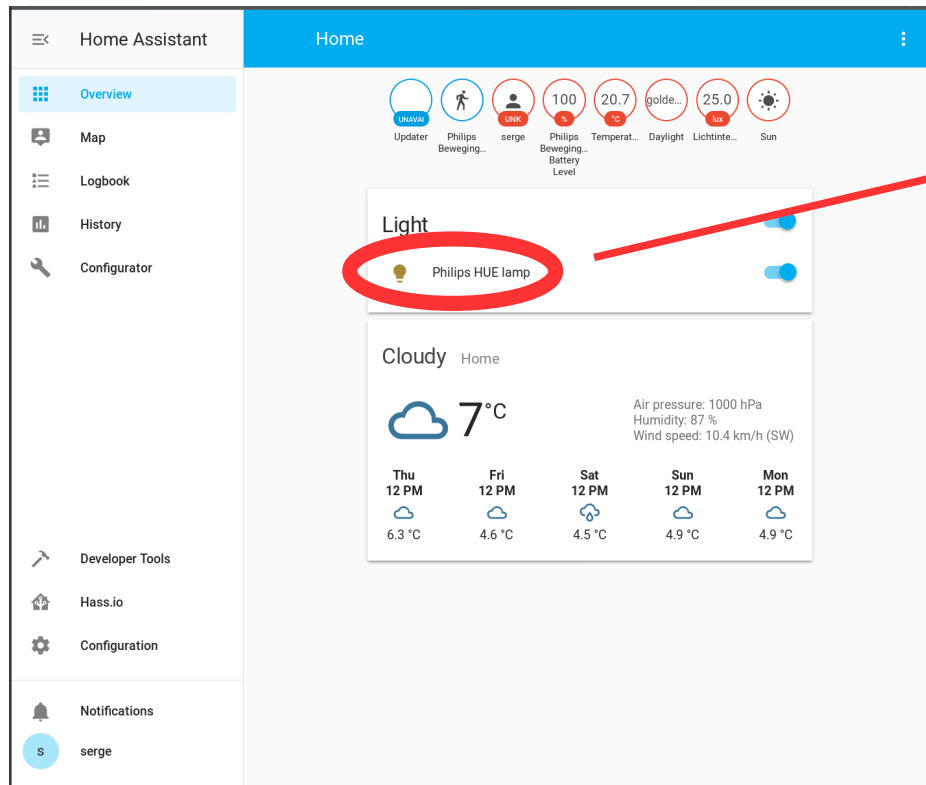 Home Assistant
Home
Overview
Map
Logbook
History
Configurator
Developer Tools
Hass.io
Configuration
Notifications
s
serge
100
20.7
golde...
25.0
UNAVAI
UNK
%
°C
lux
Updater
Philips
Beweging...
serge
Philips
Beweging...
Battery
Level
Temperat...
Daylight
Lichtinte...
Sun
Light
Philips HUE lamp
Cloudy Home
7 °C
Air pressure: 1000 hPa
Humidity: 87 %
Wind speed: 10.4 km/h (SW)
Thu Fri Sat Sun Mon
12 PM 12 PM 12 PM 12 PM 12 PM
6.3 °C 4.6 °C 4.5 °C 4.9 °C 4.9 °C